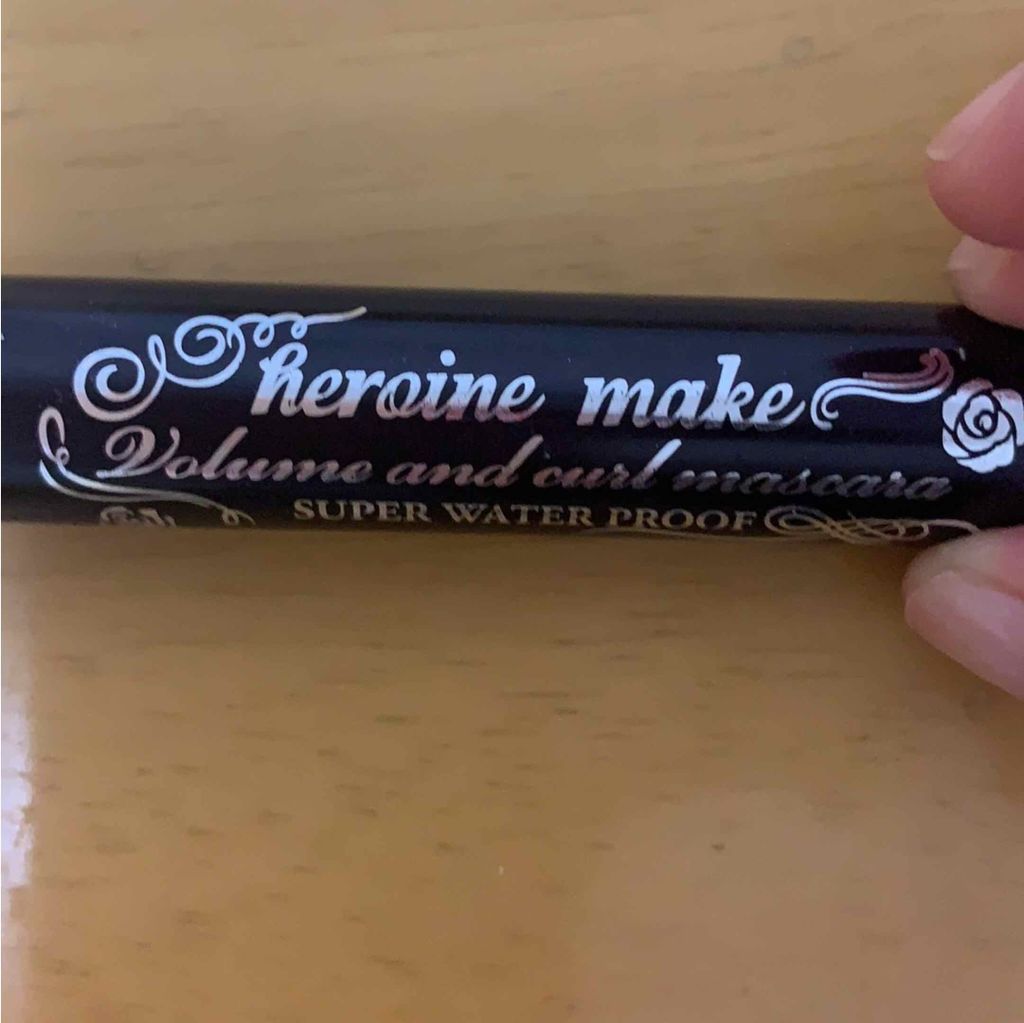 heroine make
Volume and curl mascara
SUPER WATER PROOF